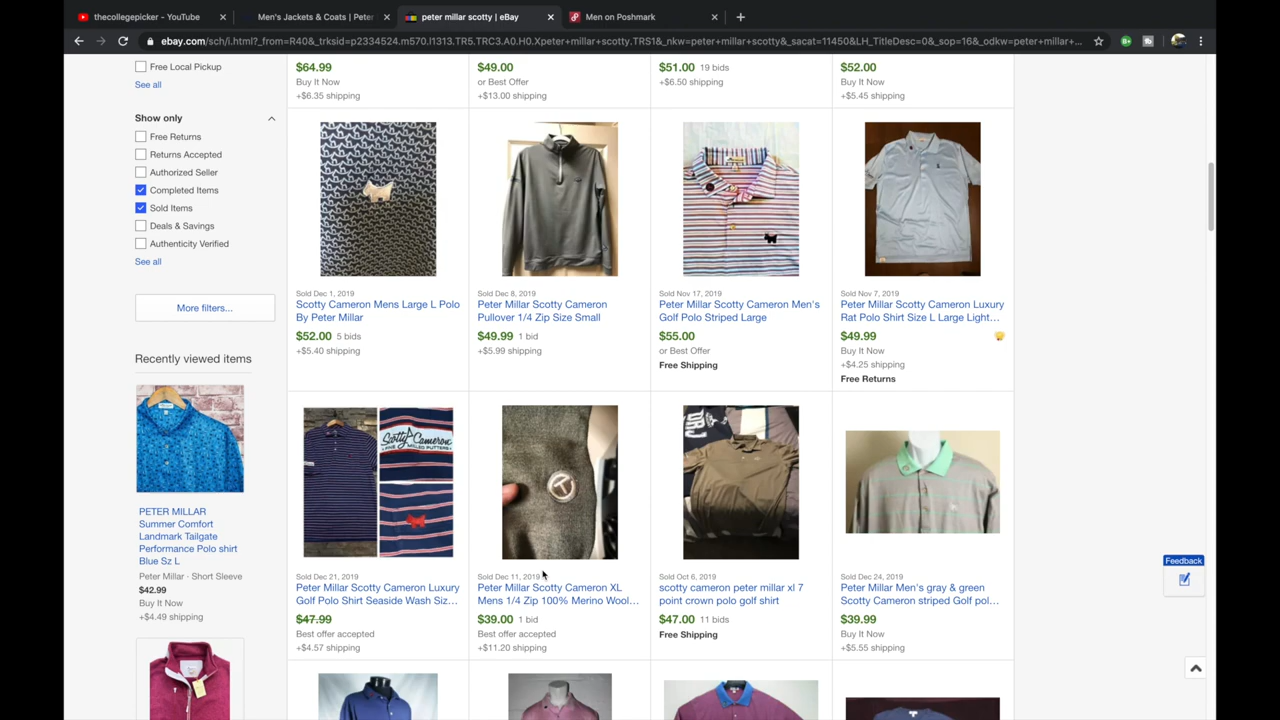 thecollegepicker - YouTube
Men's Jackets & Coats | Peter
peter millar scotty | eBay
Men on Poshmark
ebay.com/sch/i.html?_from=R40&_trksid=p2334524.m570.l1313.TR5.TRC3.A0.H0.Xpeter+millar+scotty.TRS1&_nkw=peter+millar+scotty&_sacat=11450&LH_TitleDesc=0&_sop=16&_odkw=peter+millar+...
Free Local Pickup
See all
Show only
Free Returns
Returns Accepted
Authorized Seller
Completed Items
Sold Items
Deals & Savings
Authenticity Verified
See all
More filters...
Recently viewed items
PETER MILLAR
Summer Comfort
Landmark Tailgate
Performance Polo shirt
Blue Sz L
Peter Millar · Short Sleeve
$42.99
Buy It Now
+$4.49 shipping
$64.99
Buy It Now
+$6.35 shipping
$49.00
or Best Offer
+$13.00 shipping
$51.00 19 bids
+$6.50 shipping
$52.00
Buy It Now
+$5.45 shipping
Sold Dec 1, 2019
Scotty Cameron Mens Large L Polo
By Peter Millar
$52.00 5 bids
+$5.40 shipping
Sold Dec 8, 2019
Peter Millar Scotty Cameron
Pullover 1/4 Zip Size Small
$49.99 1 bid
+$5.99 shipping
Sold Nov 17, 2019
Peter Millar Scotty Cameron Men's
Golf Polo Striped Large
$55.00
or Best Offer
Free Shipping
Sold Nov 7, 2019
Peter Millar Scotty Cameron Luxury
Rat Polo Shirt Size L Large Light...
$49.99
Buy It Now
+$4.25 shipping
Free Returns
Scotty Cameron
FINE MILLED PUTTERS
Sold Dec 21, 2019
Peter Millar Scotty Cameron Luxury
Golf Polo Shirt Seaside Wash Siz...
$47.99
Best offer accepted
+$4.57 shipping
Sold Dec 11, 2019
Peter Millar Scotty Cameron XL
Mens 1/4 Zip 100% Merino Wool...
$39.00 1 bid
Best offer accepted
+$11.20 shipping
Sold Oct 6, 2019
scotty cameron peter millar xl 7
point crown polo golf shirt
$47.00 11 bids
Free Shipping
Sold Dec 24, 2019
Peter Millar Men's gray & green
Scotty Cameron striped Golf pol...
$39.99
Buy It Now
+$5.55 shipping
Feedback